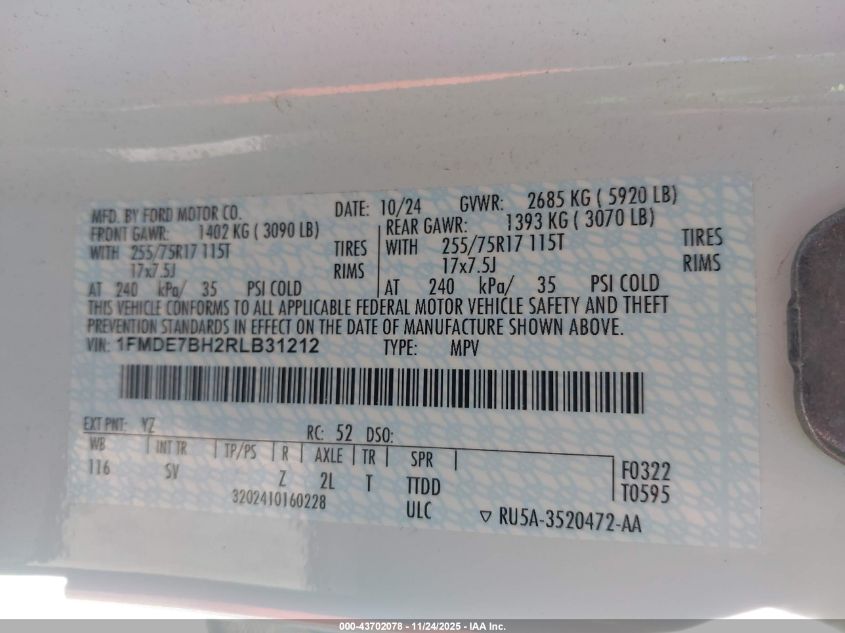 MFD. BY FORD MOTOR CO. DATE: 10/24 GVWR: 2685 KG ( 5920 LB)
FRONT GAWR: 1402 KG ( 3090 LB) REAR GAWR: 1393 KG ( 3070 LB)
WITH 255/75R17 115T TIRES WITH 255/75R17 115T TIRES
17x7.5J RIMS 17x7.5J RIMS
AT 240 kPa/ 35 PSI COLD AT 240 kPa/ 35 PSI COLD
THIS VEHICLE CONFORMS TO ALL APPLICABLE FEDERAL MOTOR VEHICLE SAFETY AND THEFT
PREVENTION STANDARDS IN EFFECT ON THE DATE OF MANUFACTURE SHOWN ABOVE.
VIN: 1FMDE7BH2RLB31212 TYPE: MPV
EXT PNT: YZ RC: 52 DSO:
WB INT TR TP/PS R AXLE TR SPR
116 SV Z 2L T TTDD F0322
3202410160228 ULC T0595
▽ RU5A-3520472-AA
000-43702078 - 11/24/2025 - IAA Inc.